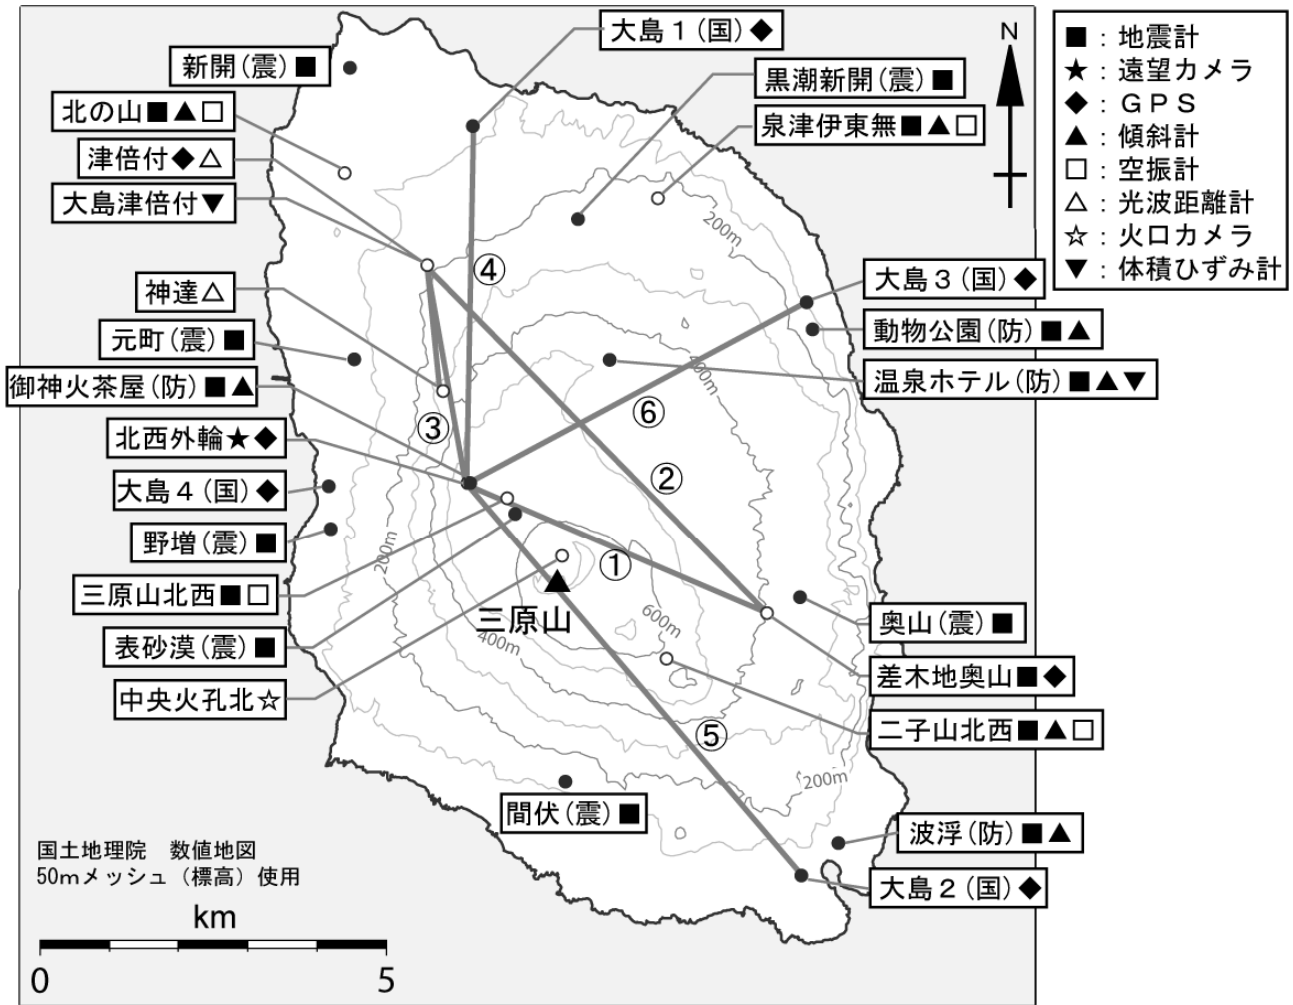 大島１(国)◆
新開(震)■
黒潮新開(震)■
北の山■▲□
泉津伊東無■▲□
津倍付◆△
大島津倍付▼
N
■：地震計
★：遠望カメラ
◆：ＧＰＳ
▲：傾斜計
□：空振計
△：光波距離計
☆：火口カメラ
▼：体積ひずみ計
200m
④
大島３(国)◆
神達△
動物公園(防)■▲
元町(震)■
温泉ホテル(防)■▲▼
400m
御神火茶屋(防)■▲
⑥
③
北西外輪★◆
②
大島４(国)◆
野増(震)■
200m
①
三原山北西■□
三原山
600m
奥山(震)■
表砂漠(震)■
400m
差木地奥山■◆
中央火孔北☆
二子山北西■▲□
⑤
200m
間伏(震)■
波浮(防)■▲
大島２(国)◆
国土地理院　数値地図
50mメッシュ（標高）使用
km
0
5